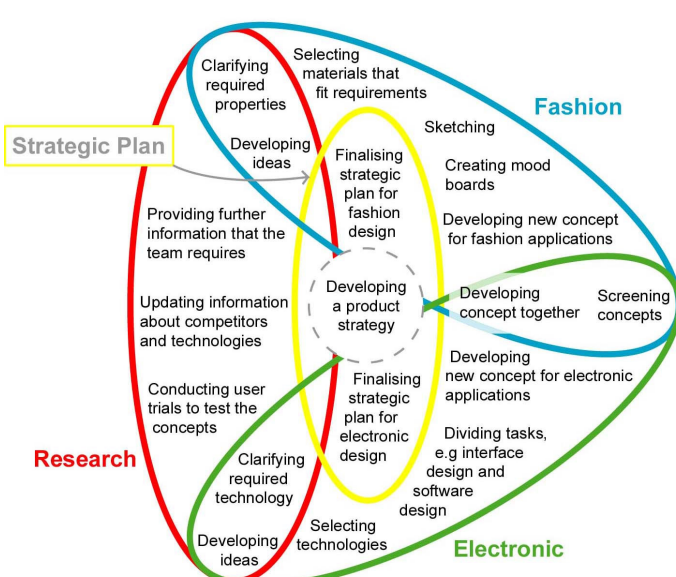 Clarifying
required
properties
Selecting
materials that
fit requirements
Fashion
Strategic Plan
Developing
ideas
Sketching
Finalising
strategic
plan for
fashion
design
Creating mood
boards
Providing further
information that the
team requires
Developing new concept
for fashion applications
Updating information
about competitors
and technologies
Developing
a product
strategy
Developing
concept together
Screening
concepts
Developing
new concept for electronic
applications
Conducting user
trials to test the
concepts
Finalising
strategic
plan for
electronic
design
Dividing tasks,
e.g interface
design and
software
design
Research
Clarifying
required
technology
Developing
ideas
Selecting
technologies
Electronic